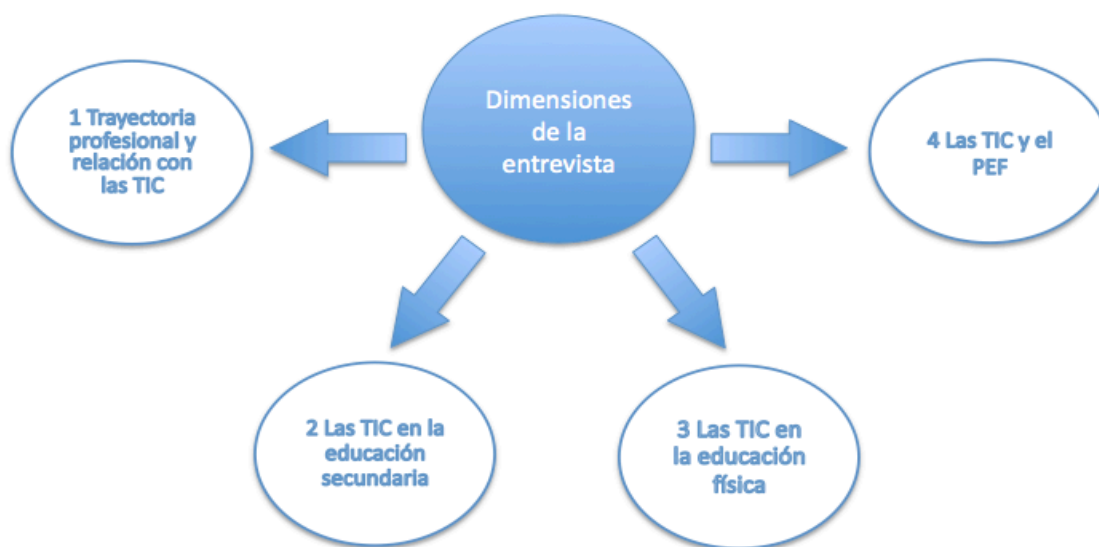 Dimensiones
de la
entrevista
1 Trayectoria
profesional y
relación con
las TIC
4 Las TIC y el
PEF
2 Las TIC en la
educación
secundaria
3 Las TIC en
la educación
física